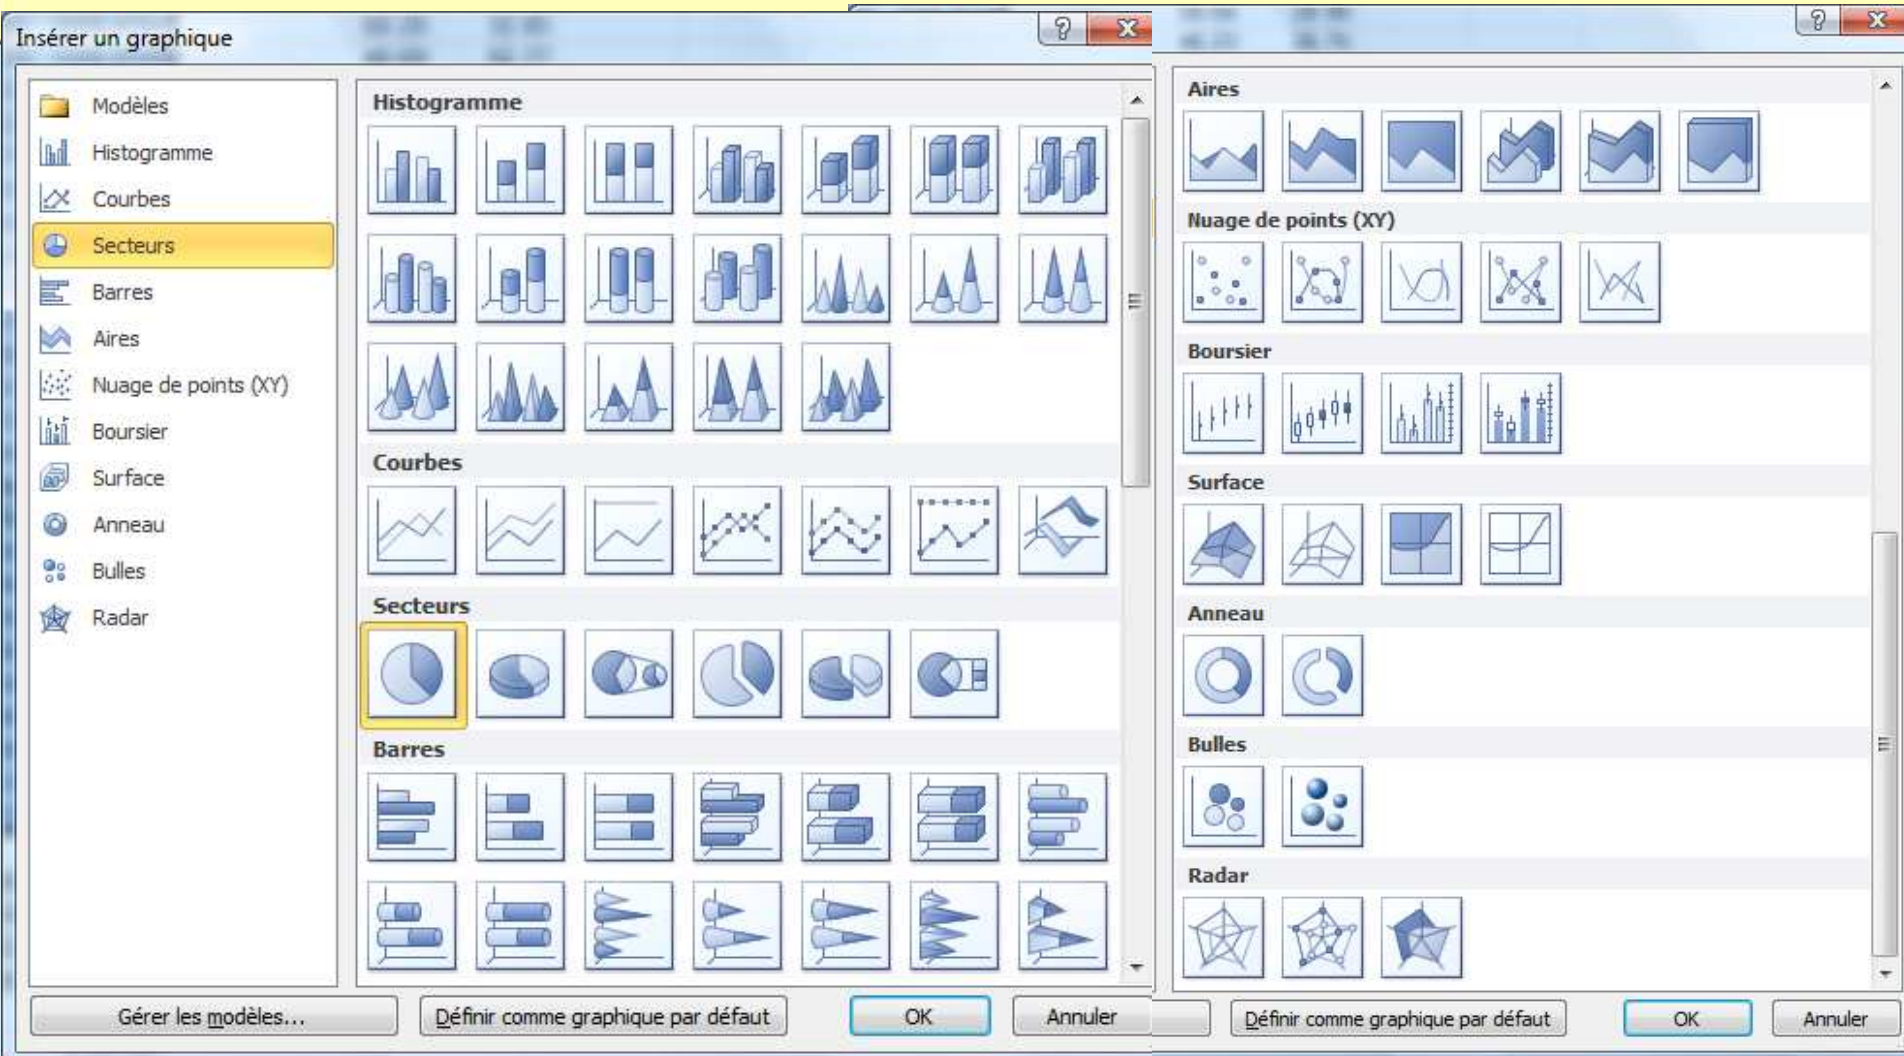 Insérer un graphique
Modèles
Histogramme
Courbes
Secteurs
Barres
Aires
Nuage de points (XY)
Boursier
Surface
Anneau
Bulles
Radar
Histogramme
Courbes
Secteurs
Barres
Gérer les modèles...
Définir comme graphique par défaut
OK
Annuler
Aires
Nuage de points (XY)
Boursier
Surface
Anneau
Bulles
Radar
Définir comme graphique par défaut
OK
Annuler